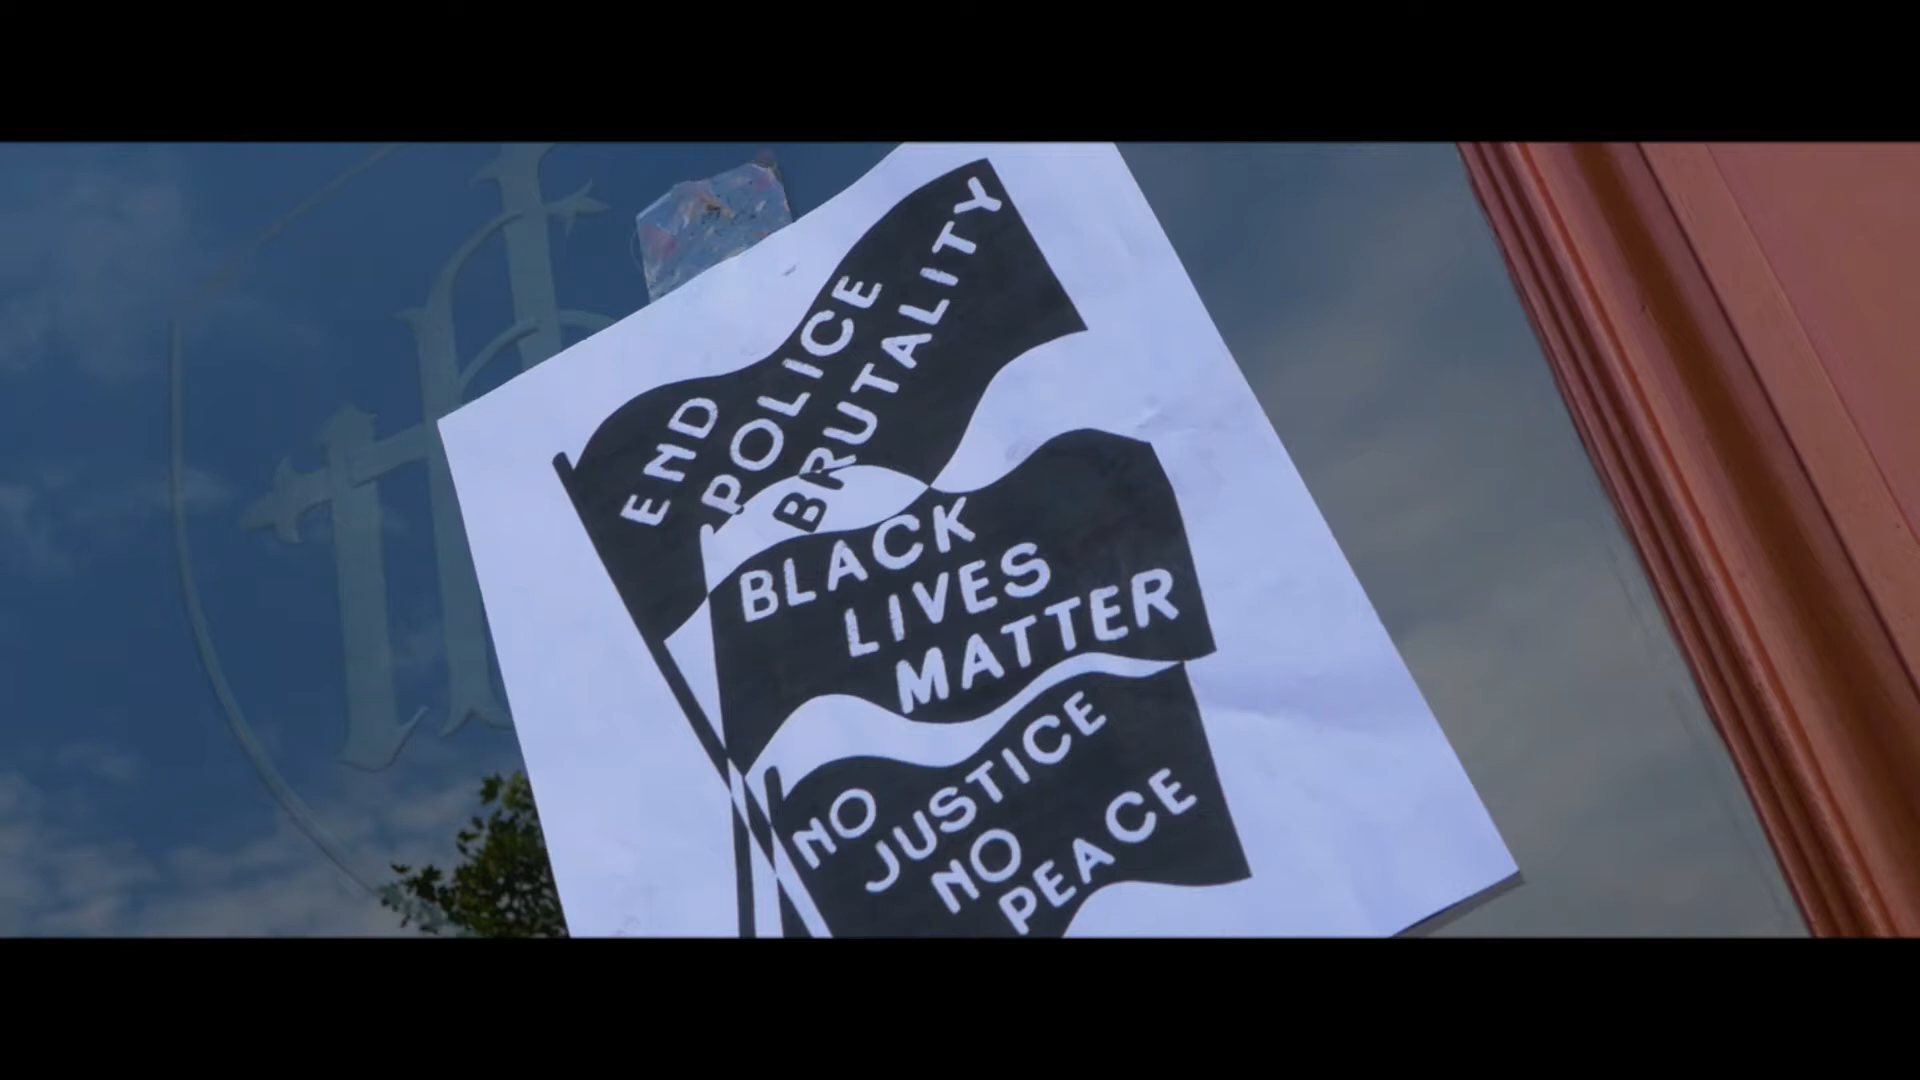 END
POLICE
BRUTALITY
BLACK
LIVES
MATTER
NO
JUSTICE
NO
PEACE